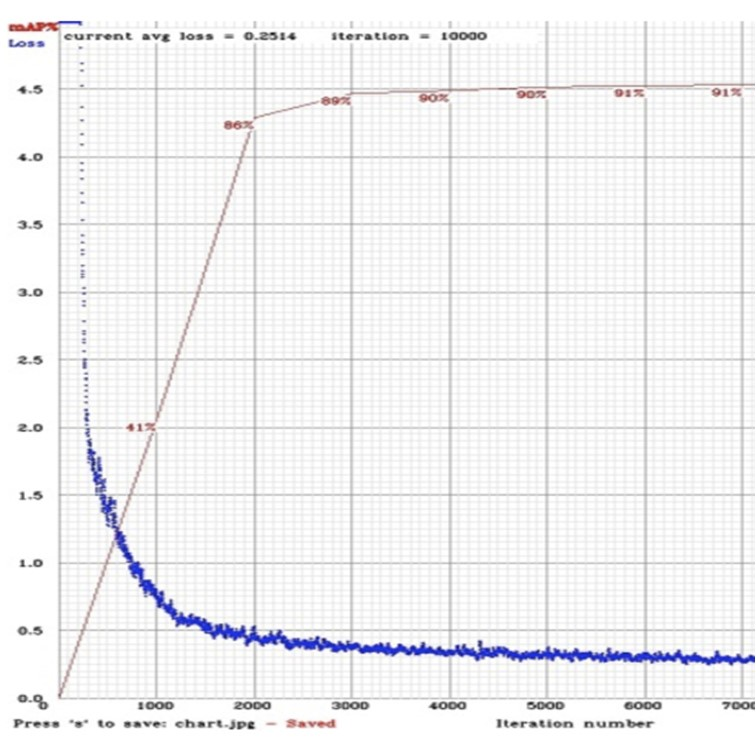 mAP%
Loss
current avg loss = 0.2514 iteration = 10000
4.5
89% 90% 90% 91% 91%
86%
4.0
3.5
3.0
2.5
2.0
41%
1.5
1.0
0.5
0.0
0 1000 2000 3000 4000 5000 6000 7000
Press 's' to save: chart.jpg - Saved Iteration number